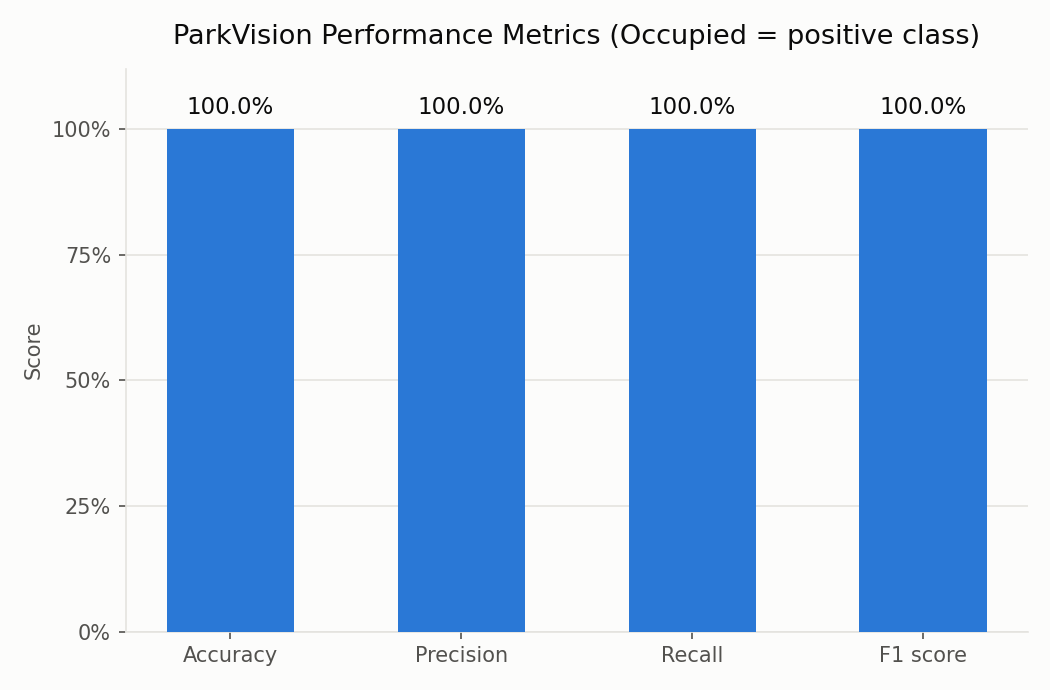 ParkVision Performance Metrics (Occupied = positive class)
100.0% 100.0% 100.0% 100.0%
100%
75%
50%
25%
0%
Score
Accuracy Precision Recall F1 score